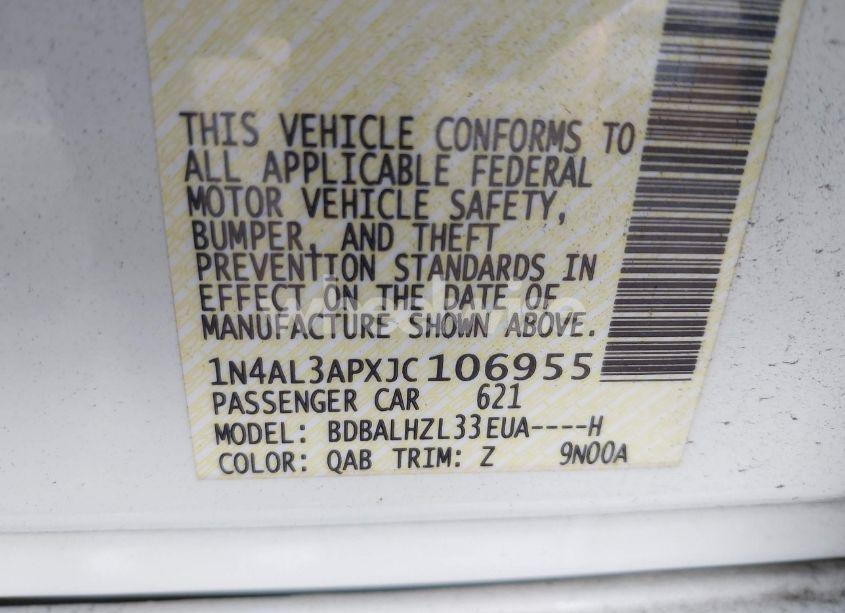 THIS VEHICLE CONFORMS TO
ALL APPLICABLE FEDERAL
MOTOR VEHICLE SAFETY,
BUMPER, AND THEFT
PREVENTION STANDARDS IN
EFFECT ON THE DATE OF
MANUFACTURE SHOWN ABOVE.
1N4AL3APXJC106955
PASSENGER CAR 621
MODEL: BDBALHZL33EUA----H
COLOR: QAB TRIM: Z 9N00A